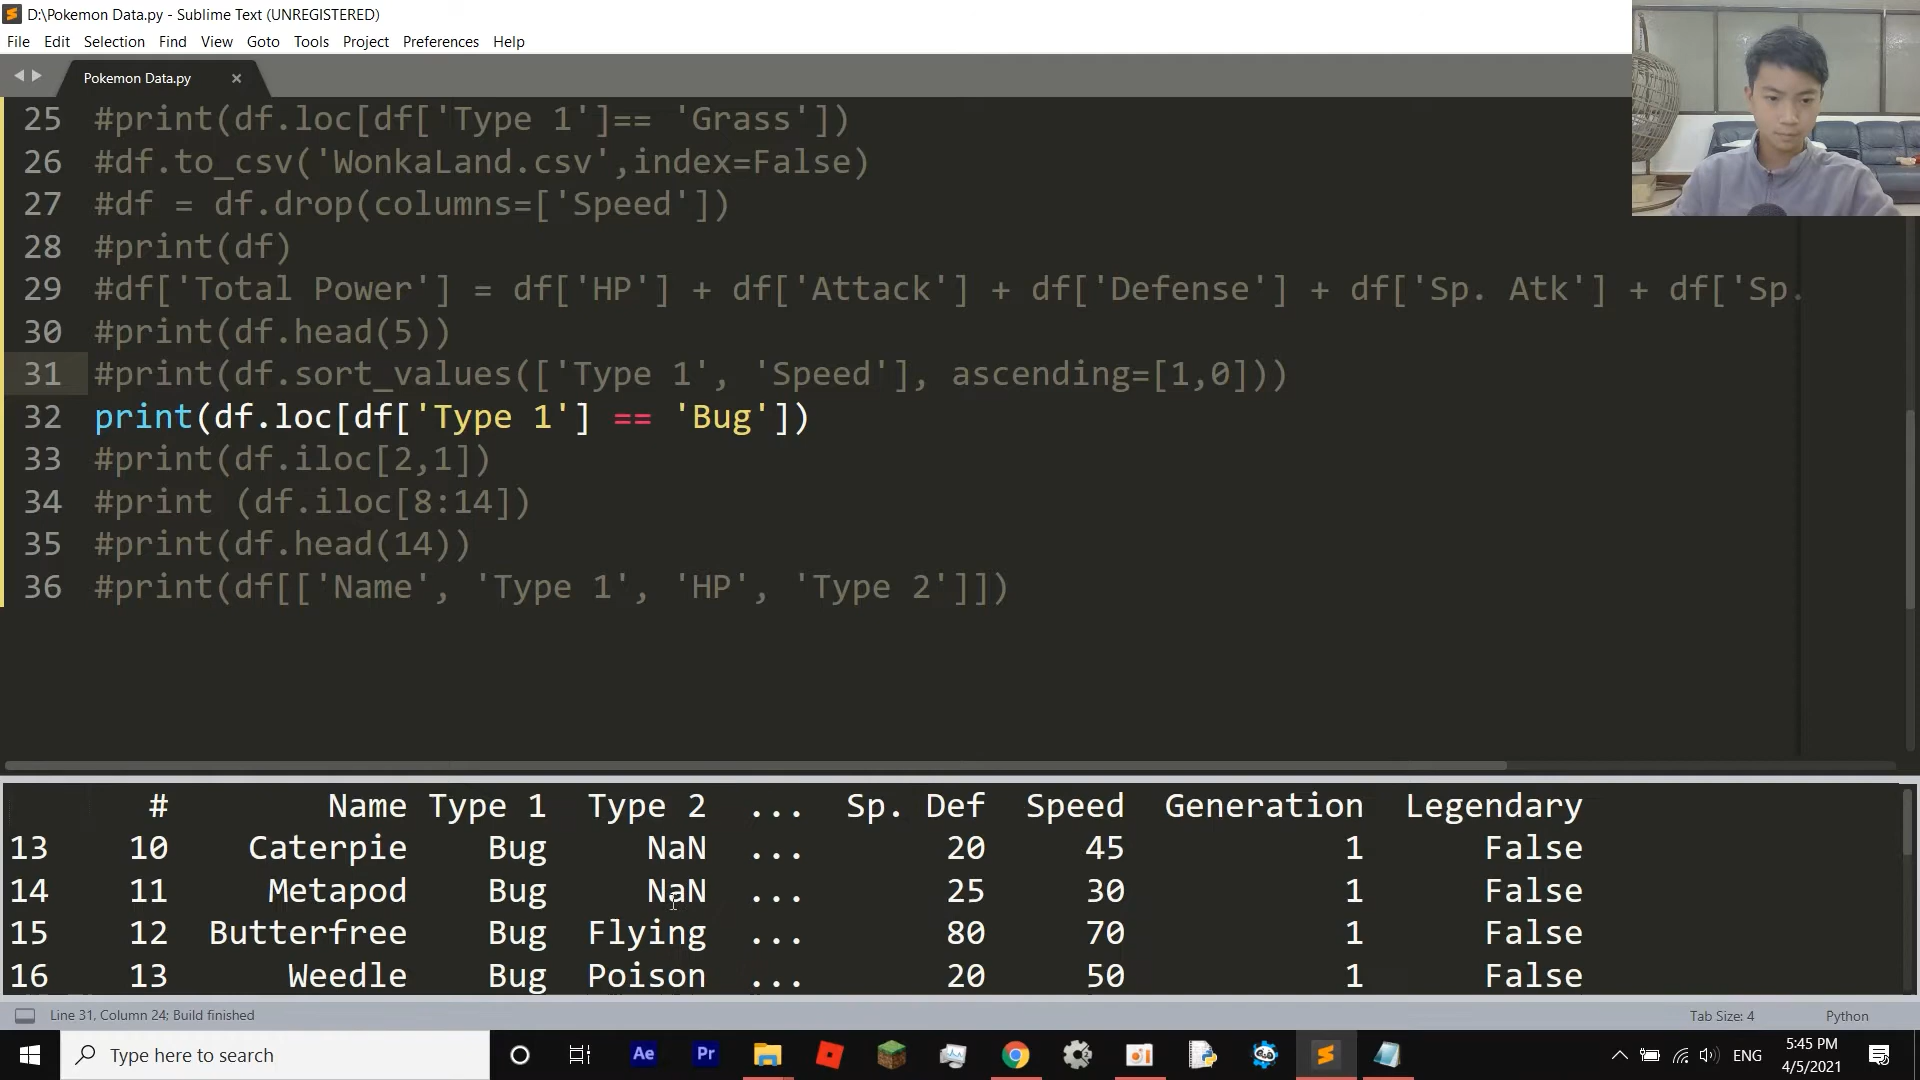 D:\Pokemon Data.py - Sublime Text (UNREGISTERED)
File Edit Selection Find View Goto Tools Project Preferences Help
Pokemon Data.py
25 #print(df.loc[df['Type 1']== 'Grass'])
26 #df.to_csv('WonkaLand.csv',index=False)
27 #df = df.drop(columns=['Speed'])
28 #print(df)
29 #df['Total Power'] = df['HP'] + df['Attack'] + df['Defense'] + df['Sp. Atk'] + df['Sp.
30 #print(df.head(5))
31 #print(df.sort_values(['Type 1', 'Speed'], ascending=[1,0]))
32 print(df.loc[df['Type 1'] == 'Bug'])
33 #print(df.iloc[2,1])
34 #print (df.iloc[8:14])
35 #print(df.head(14))
36 #print(df[['Name', 'Type 1', 'HP', 'Type 2']])
# Name Type 1 Type 2 ... Sp. Def Speed Generation Legendary
13 10 Caterpie Bug NaN ... 20 45 1 False
14 11 Metapod Bug NaN ... 25 30 1 False
15 12 Butterfree Bug Flying ... 80 70 1 False
16 13 Weedle Bug Poison ... 20 50 1 False
Line 31, Column 24; Build finished Tab Size: 4 Python
Type here to search Ae Pr ENG 5:45 PM
4/5/2021